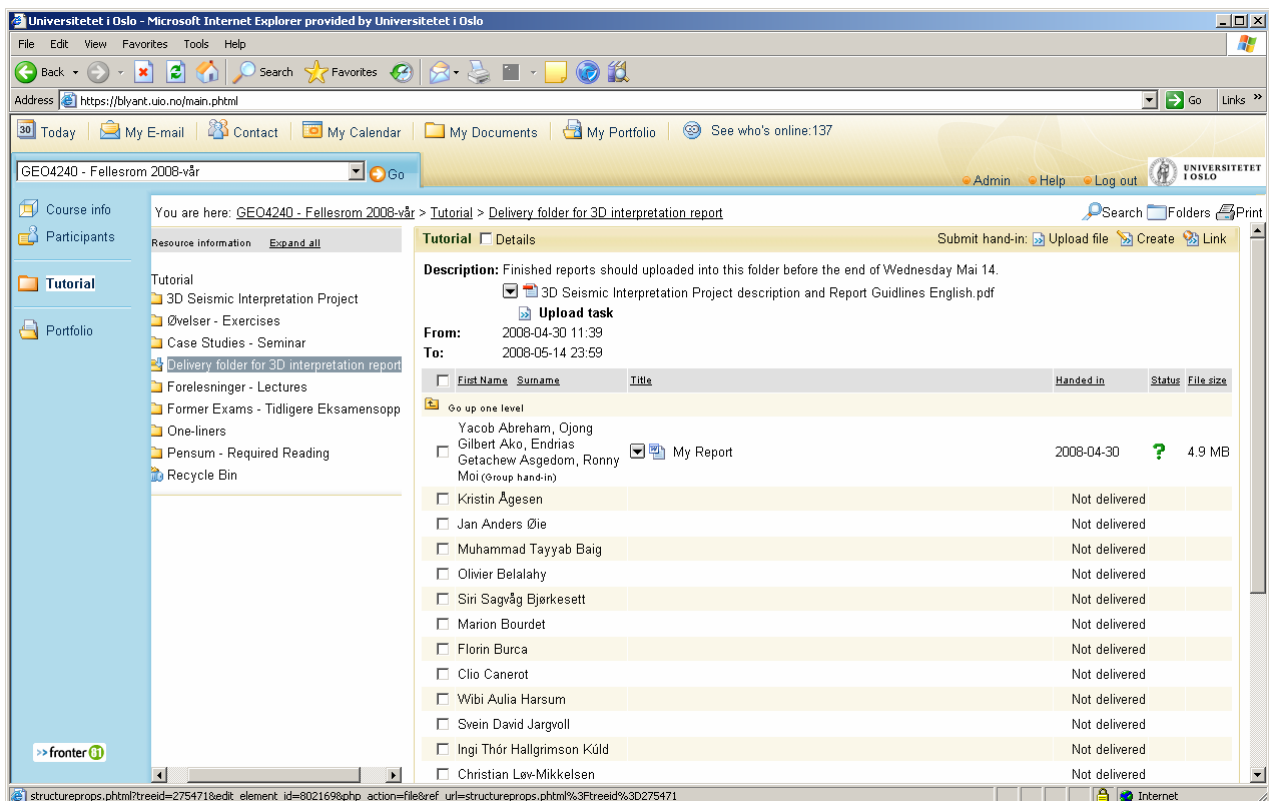 Universitetet i Oslo - Microsoft Internet Explorer provided by Universitetet i Oslo
File Edit View Favorites Tools Help
Back Search Favorites
Address https://blyant.uio.no/main.phtml Go Links »
30 Today My E-mail Contact My Calendar My Documents My Portfolio See who's online:137
GEO4240 - Fellesrom 2008-vår Go
Admin Help Log out UNIVERSITETET I OSLO
Course info
Participants
Tutorial
Portfolio
>> fronter 81
You are here: GEO4240 - Fellesrom 2008-vår > Tutorial > Delivery folder for 3D interpretation report
Search Folders Print
Resource information Expand all
Tutorial
3D Seismic Interpretation Project
Øvelser - Exercises
Case Studies - Seminar
Delivery folder for 3D interpretation report
Forelesninger - Lectures
Former Exams - Tidligere Eksamensopp
One-liners
Pensum - Required Reading
Recycle Bin
Tutorial Details
Submit hand-in: Upload file Create Link
Description: Finished reports should uploaded into this folder before the end of Wednesday Mai 14.
3D Seismic Interpretation Project description and Report Guidlines English.pdf
Upload task
From: 2008-04-30 11:39
To: 2008-05-14 23:59
First Name Surname Title Handed in Status File size
Go up one level
Yacob Abreham, Ojong
Gilbert Ako, Endrias
Getachew Asgedom, Ronny
Moi (Group hand-in)
My Report 2008-04-30 ? 4.9 MB
Kristin Ågesen Not delivered
Jan Anders Øie Not delivered
Muhammad Tayyab Baig Not delivered
Olivier Belalahy Not delivered
Siri Sagvåg Bjørkesett Not delivered
Marion Bourdet Not delivered
Florin Burca Not delivered
Clio Canerot Not delivered
Wibi Aulia Harsum Not delivered
Svein David Jargvoll Not delivered
Ingi Thór Hallgrimson Kúld Not delivered
Christian Løv-Mikkelsen Not delivered
structureprops.phtml?treeid=275471&edit_element_id=802169&php_action=file&ref_url=structureprops.phtml%3Ftreeid%3D275471 Internet